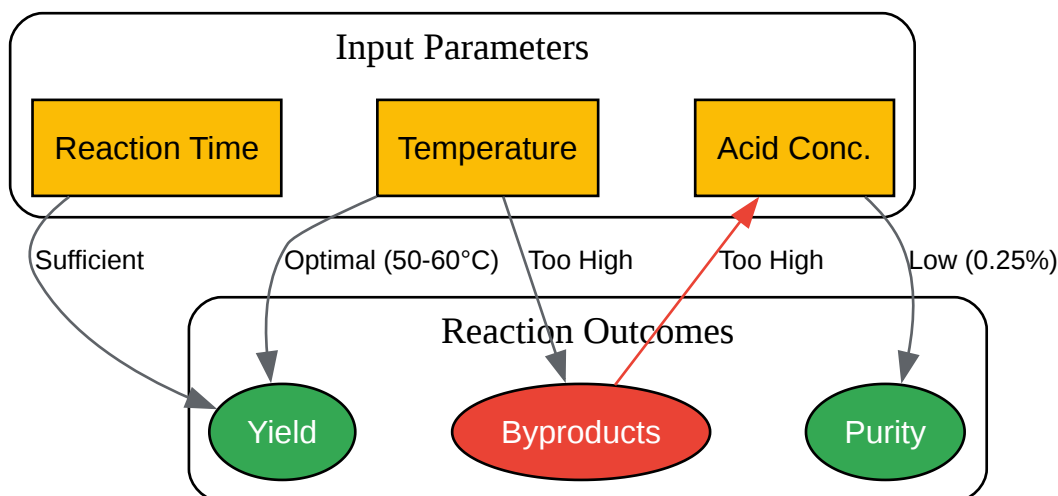 Input Parameters
Reaction Time
Temperature
Acid Conc.
Sufficient
Optimal (50-60°C)
Too High
Too High
Low (0.25%)
Reaction Outcomes
Yield
Byproducts
Purity